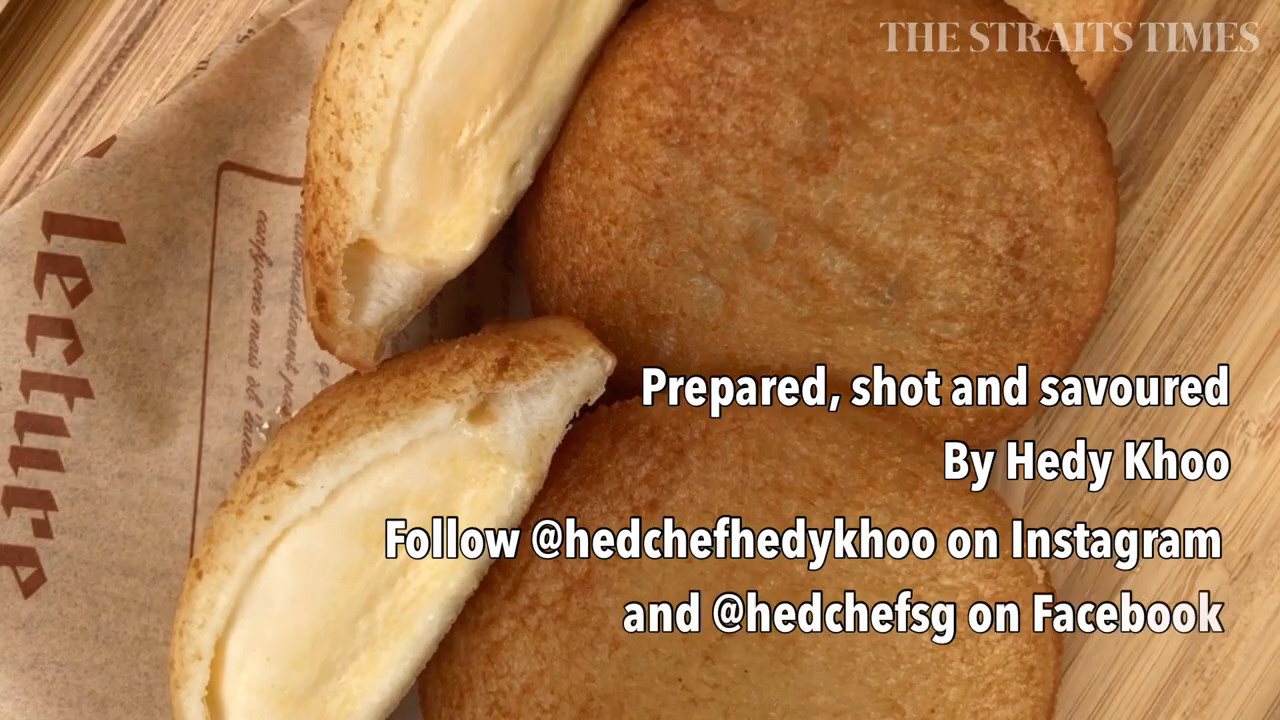 THE STRAITS TIMES
lecture
Prepared, shot and savoured
By Hedy Khoo
Follow @hedchefhedykhoo on Instagram
and @hedchefsg on Facebook